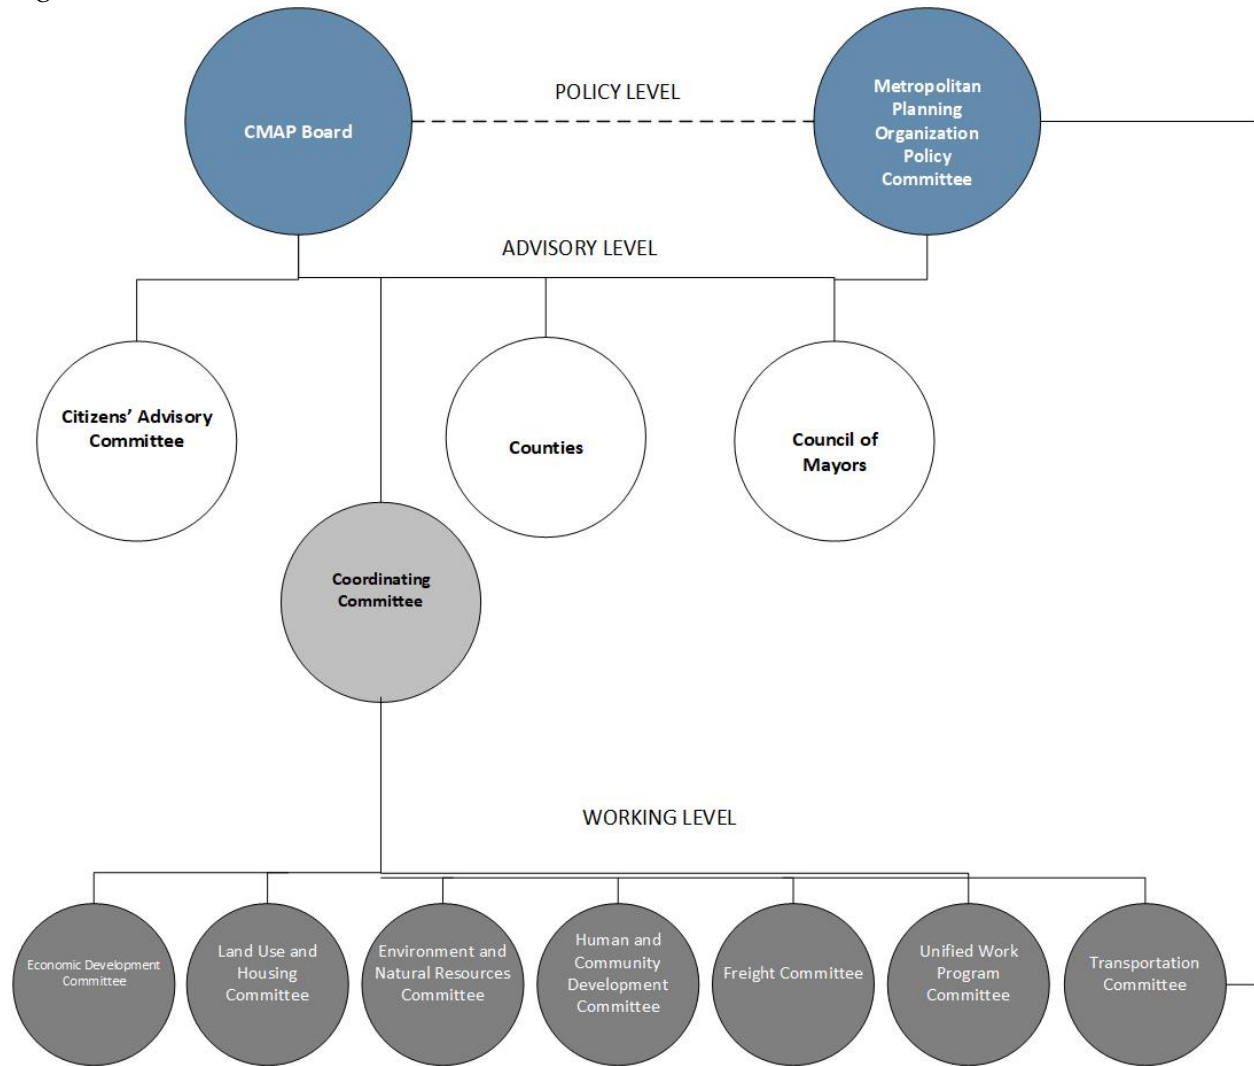 POLICY LEVEL
CMAP Board
Metropolitan
Planning
Organization
Policy
Committee
ADVISORY LEVEL
Citizens’ Advisory
Committee
Counties
Council of
Mayors
Coordinating
Committee
WORKING LEVEL
Economic Development
Committee
Land Use and
Housing
Committee
Environment and
Natural Resources
Committee
Human and
Community
Development
Committee
Freight Committee
Unified Work
Program
Committee
Transportation
Committee